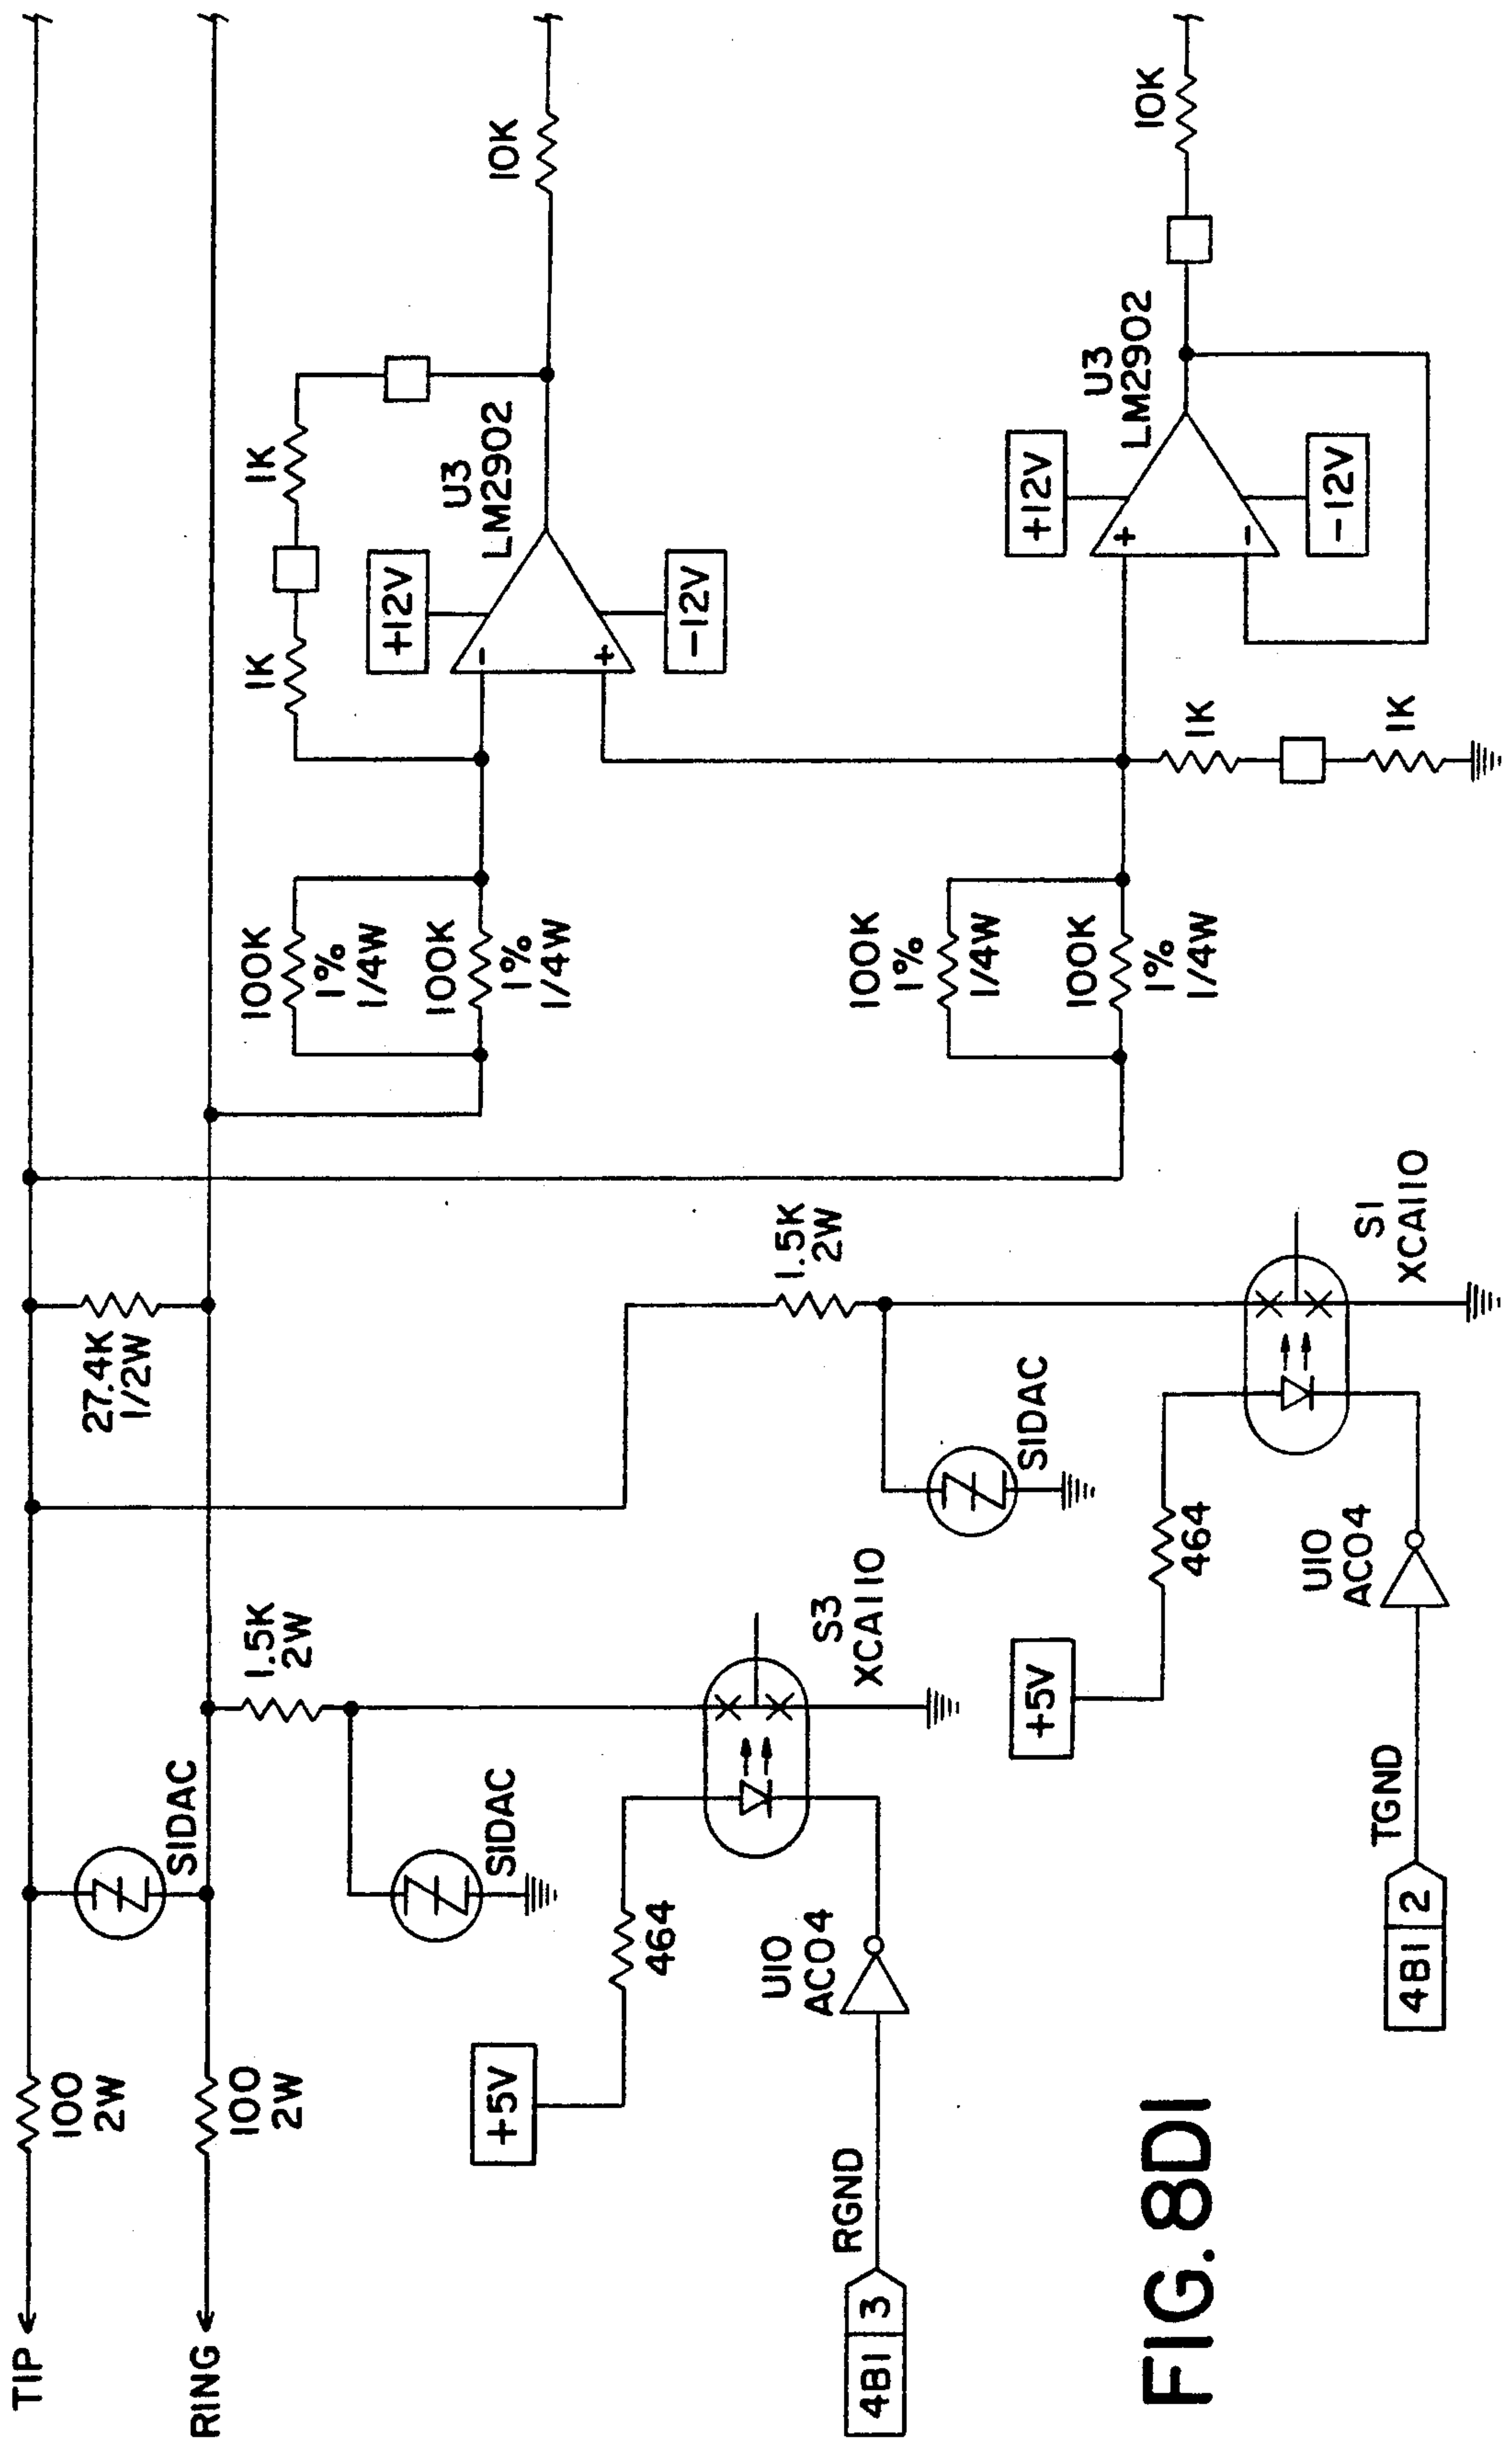 TIP
100
2W
RING
100
2W
SIDAC
1.5K
2W
SIDAC
+5V
464
U10
AC04
RGND
4B1 3
S3
XCA110
27.4K
1/2W
1.5K
2W
SIDAC
+5V
464
U10
AC04
TGND
4B1 2
S1
XCA110
100K
1%
1/4W
100K
1%
1/4W
1K
1K
+12V
-
+
-12V
U3
LM2902
10K
100K
1%
1/4W
100K
1%
1/4W
1K
1K
+12V
+
-
-12V
U3
LM2902
10K
FIG. 8D1